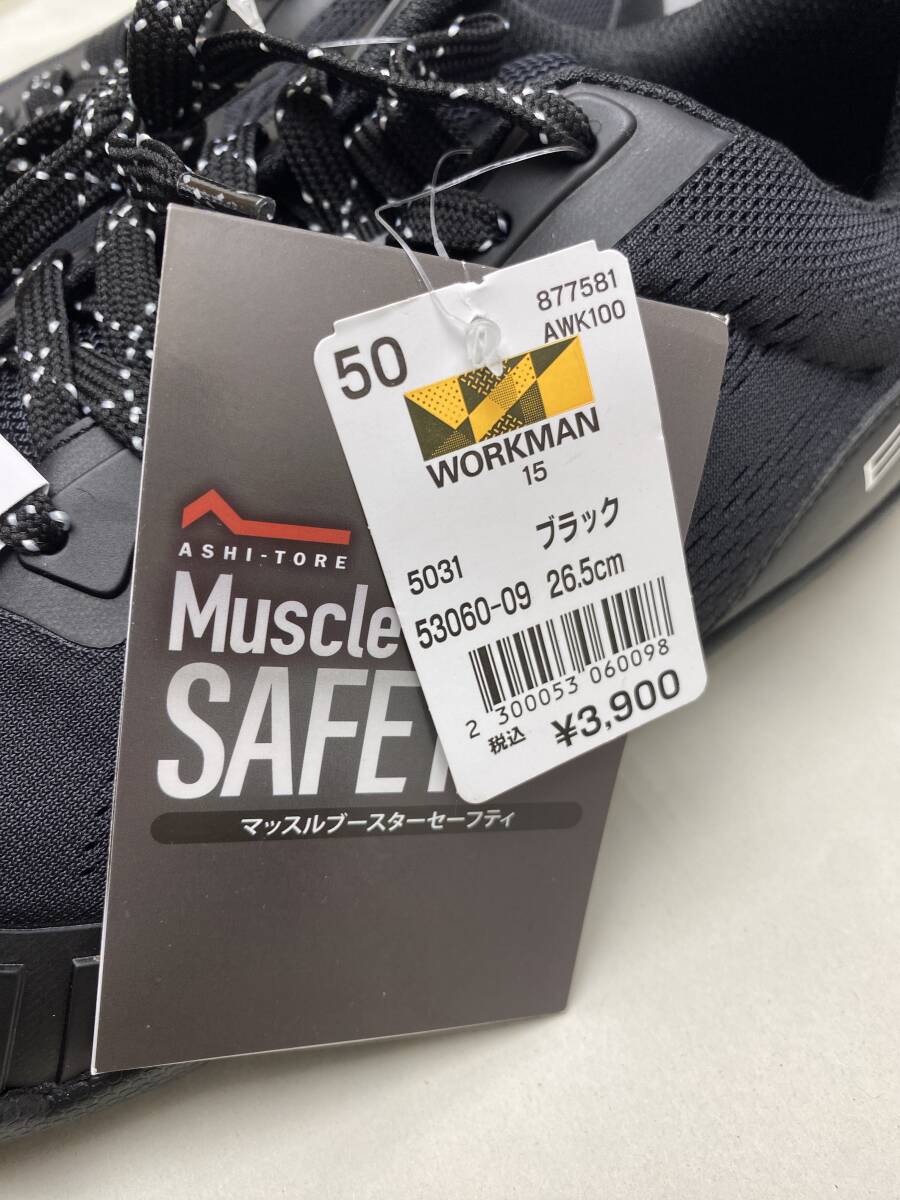 50
877581
AWK100
WORKMAN
15
ブラック
5031
53060-09 26.5cm
2 300053 060098
税込 ¥3,900
ASHI-TORE
Muscle
SAFE
マッスルブースターセーフティ